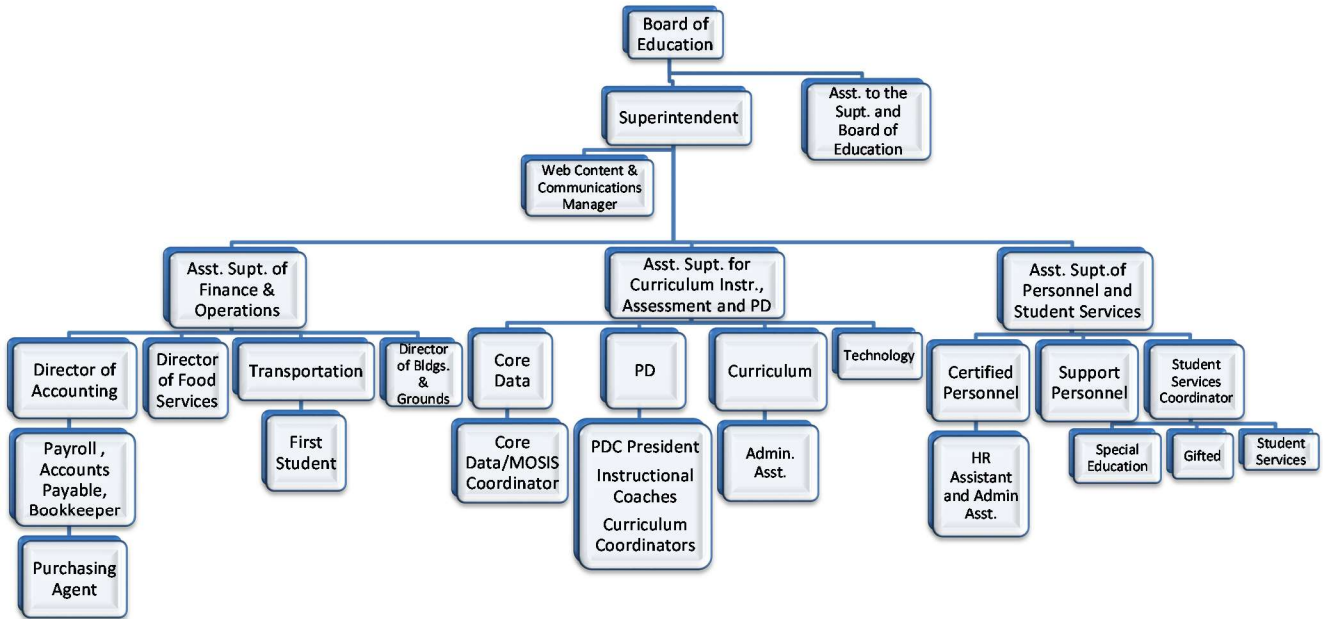 Board of
Education
Superintendent
Asst. to the
Supt. and
Board of
Education
Web Content &
Communications
Manager
Asst. Supt. of
Finance &
Operations
Asst. Supt. for
Curriculum Instr.,
Assessment and PD
Asst. Supt.of
Personnel and
Student Services
Director of
Accounting
Director
of Food
Services
Transportation
Director
of Bldgs.
&
Grounds
Core
Data
PD
Curriculum
Technology
Certified
Personnel
Support
Personnel
Student
Services
Coordinator
Payroll ,
Accounts
Payable,
Bookkeeper
First
Student
Core
Data/MOSIS
Coordinator
PDC President
Instructional
Coaches
Curriculum
Coordinators
Admin.
Asst.
HR
Assistant
and Admin
Asst.
Special
Education
Gifted
Student
Services
Purchasing
Agent